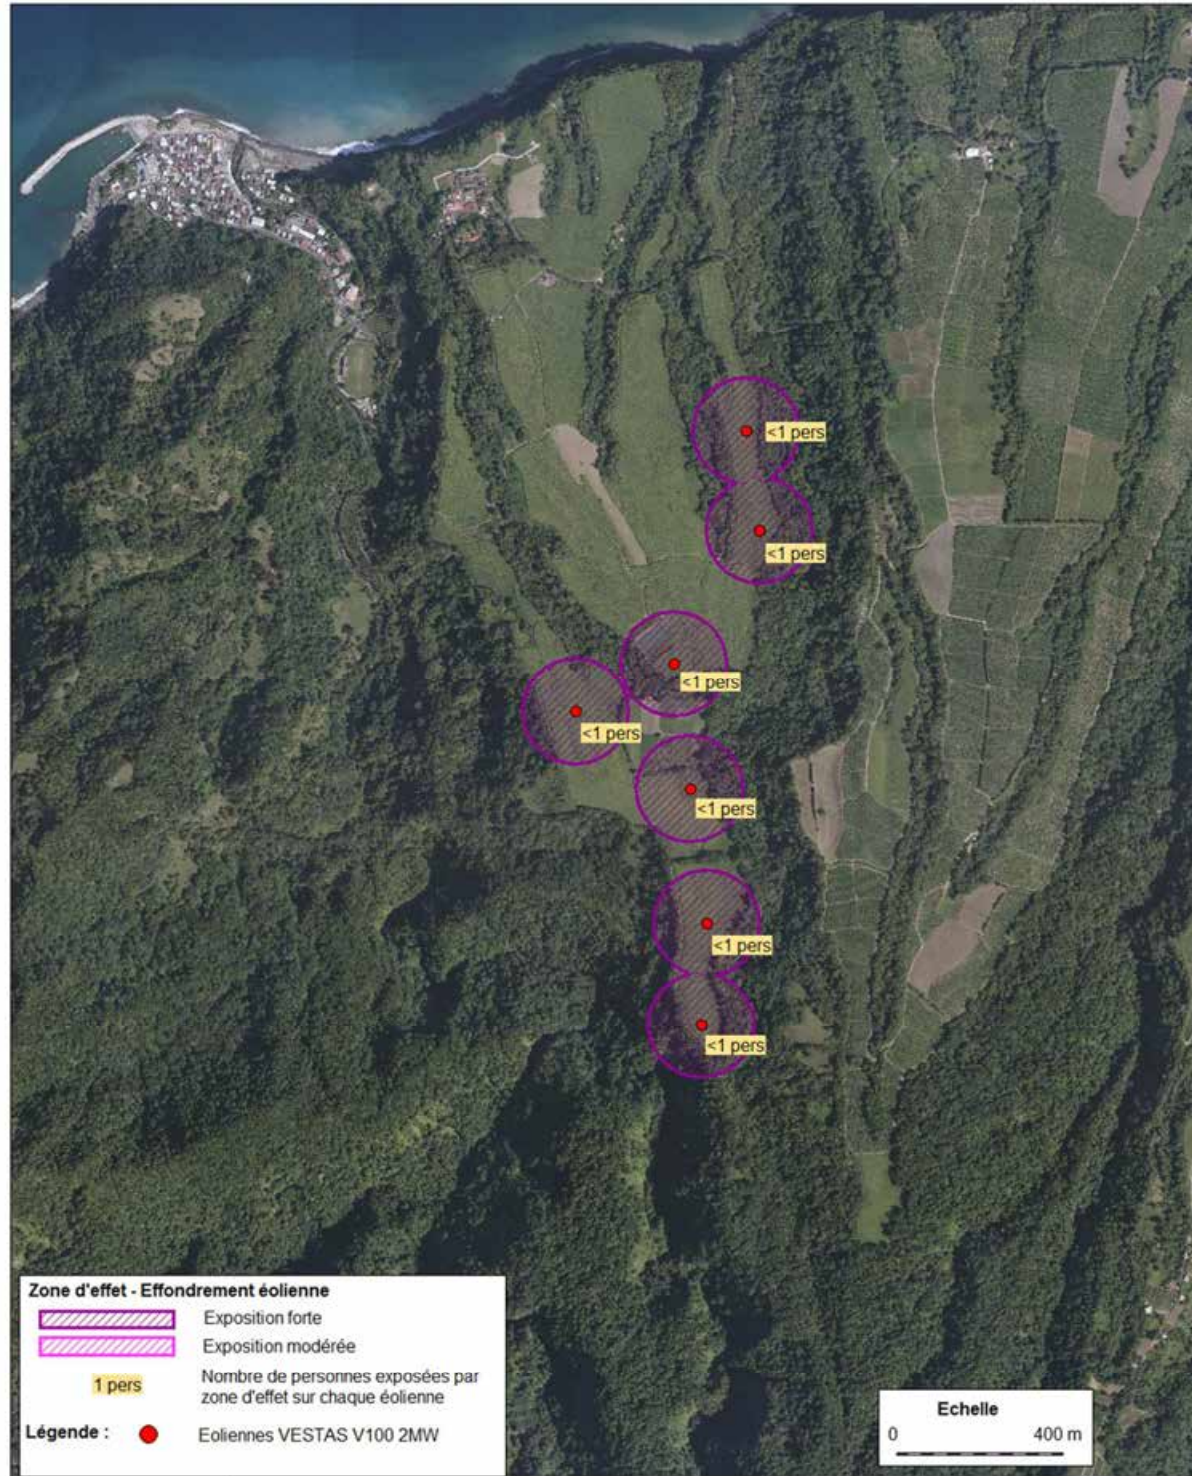 <1 pers
<1 pers
<1 pers
<1 pers
<1 pers
<1 pers
<1 pers
Zone d'effet - Effondrement éolienne
Exposition forte
Exposition modérée
1 pers
Nombre de personnes exposées par
zone d'effet sur chaque éolienne
Légende :
Eoliennes VESTAS V100 2MW
Echelle
0
400 m